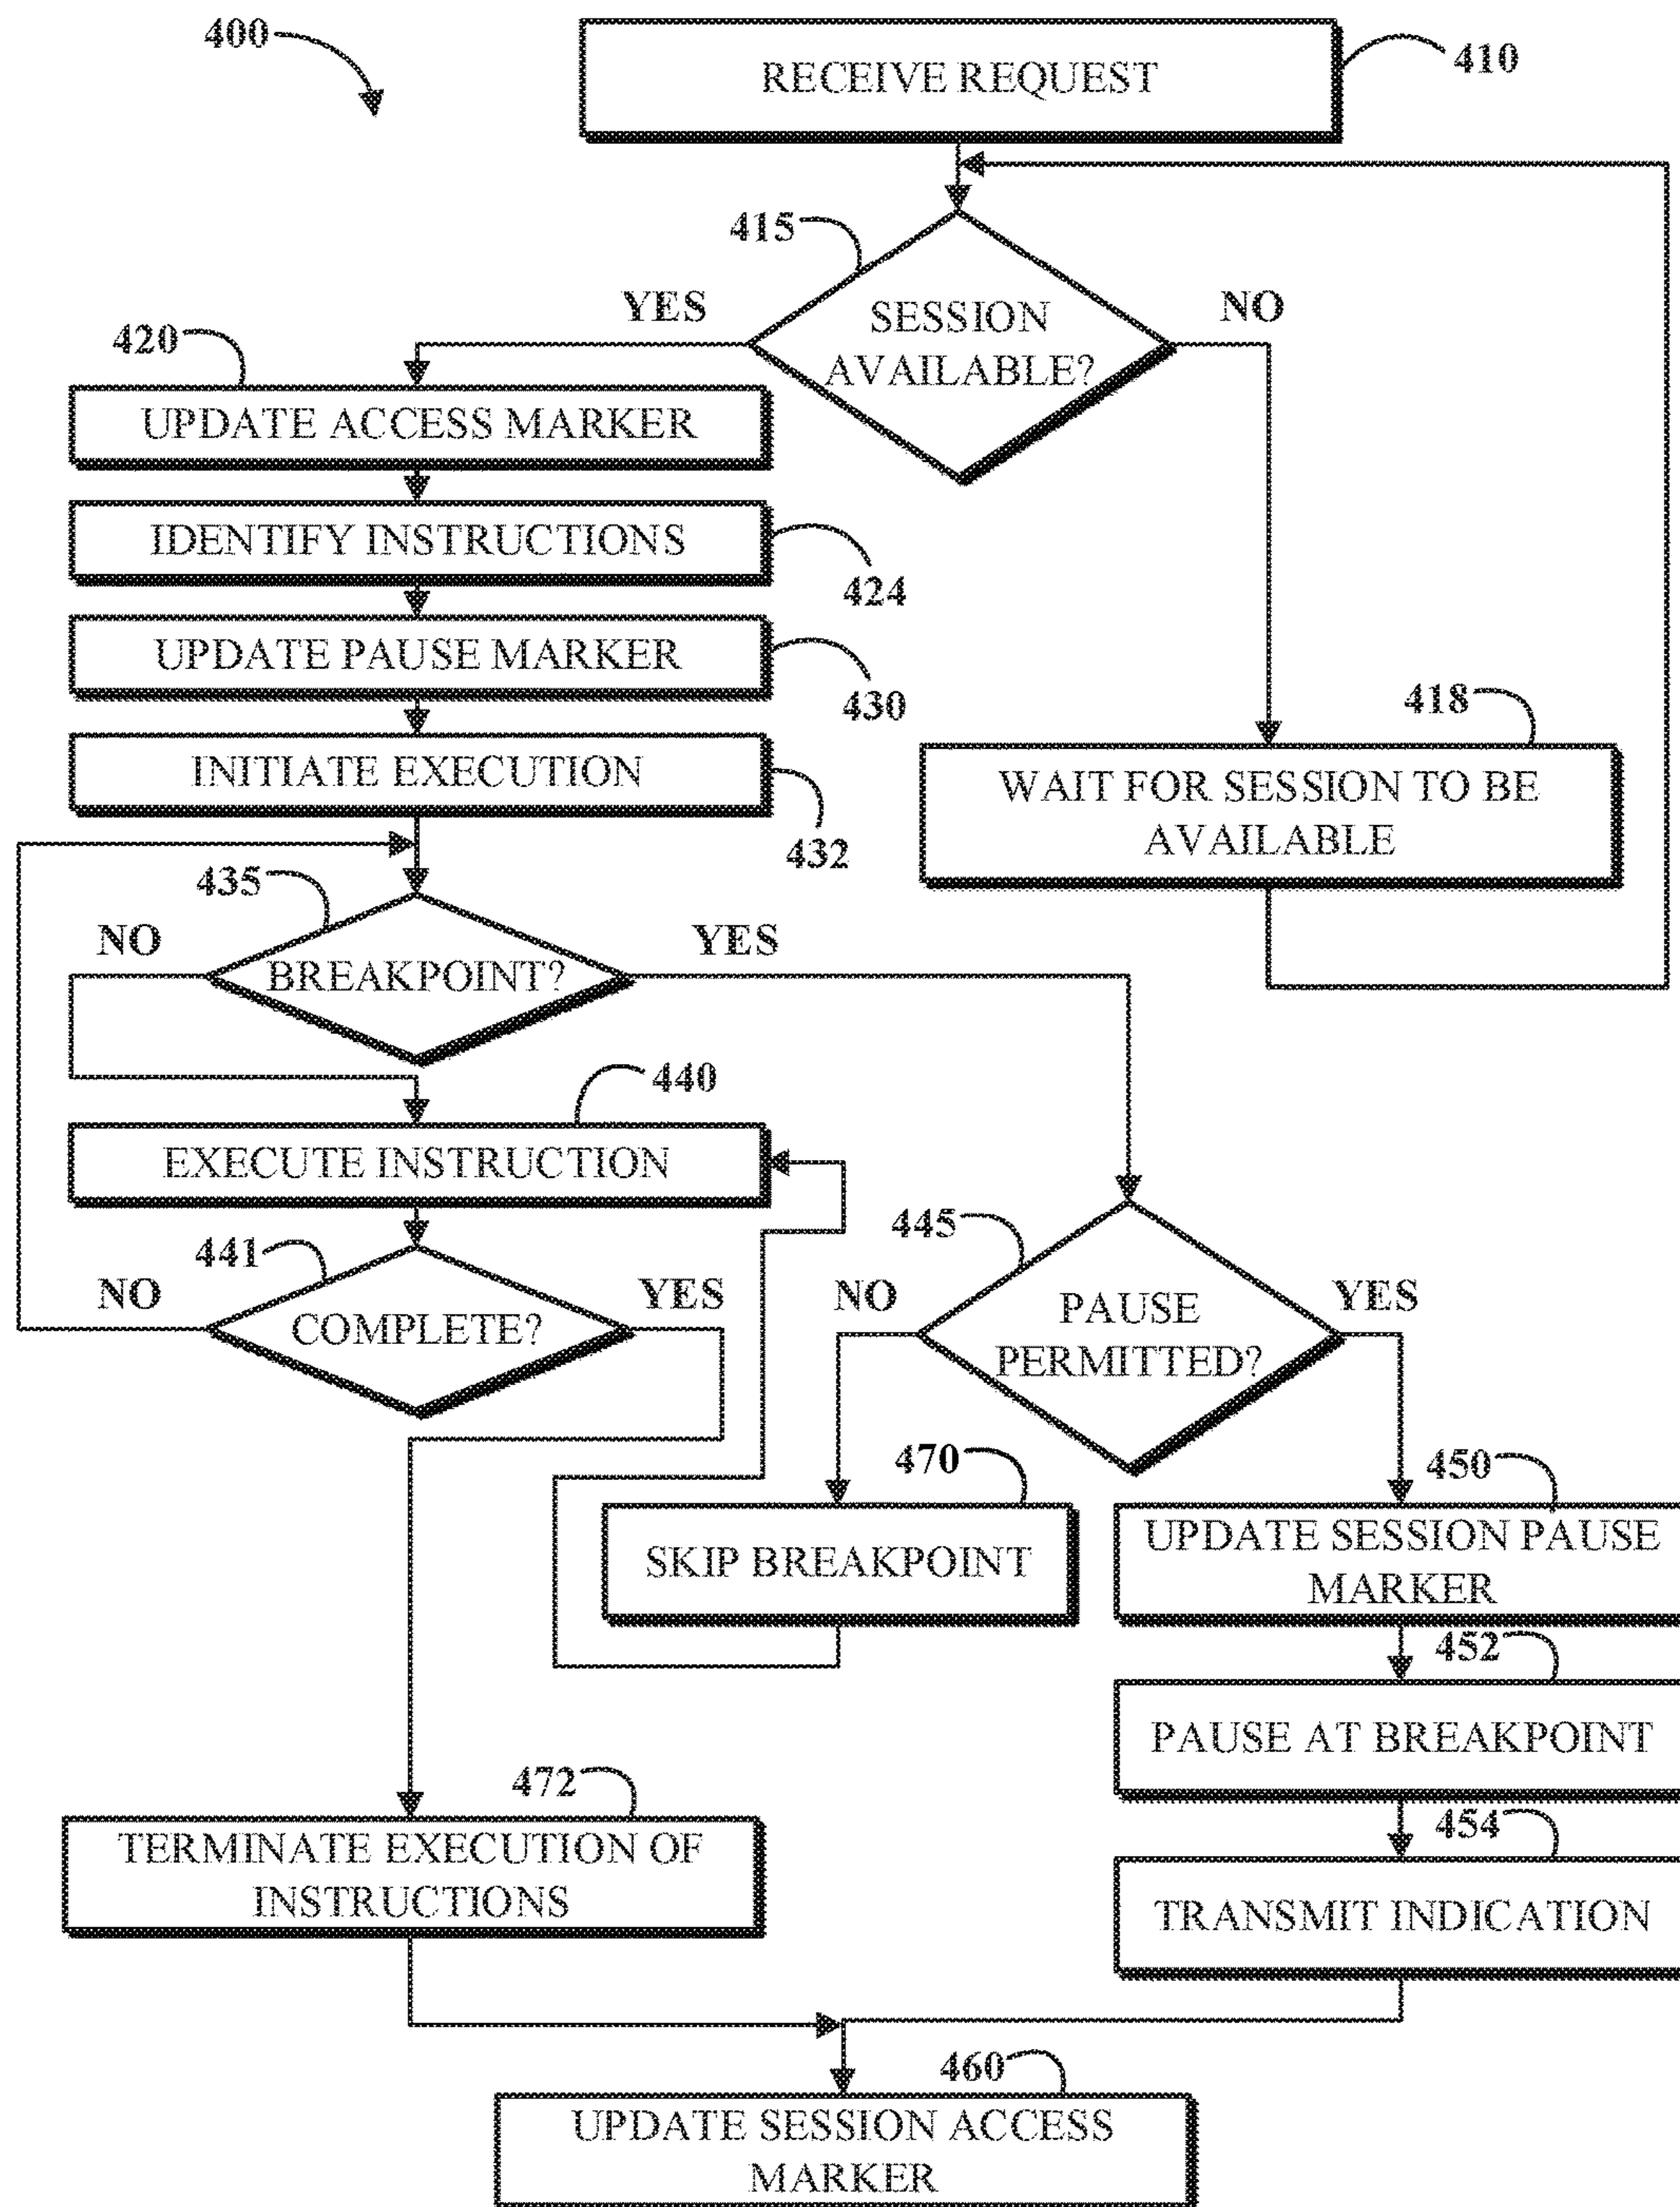 400
RECEIVE REQUEST
410
415
YES
NO
SESSION
AVAILABLE?
420
UPDATE ACCESS MARKER
IDENTIFY INSTRUCTIONS
424
UPDATE PAUSE MARKER
430
418
INITIATE EXECUTION
432
WAIT FOR SESSION TO BE
AVAILABLE
435
NO
YES
BREAKPOINT?
440
EXECUTE INSTRUCTION
441
NO
YES
COMPLETE?
445
NO
YES
PAUSE
PERMITTED?
470
450
SKIP BREAKPOINT
UPDATE SESSION PAUSE
MARKER
452
PAUSE AT BREAKPOINT
472
454
TERMINATE EXECUTION OF
INSTRUCTIONS
TRANSMIT INDICATION
460
UPDATE SESSION ACCESS
MARKER